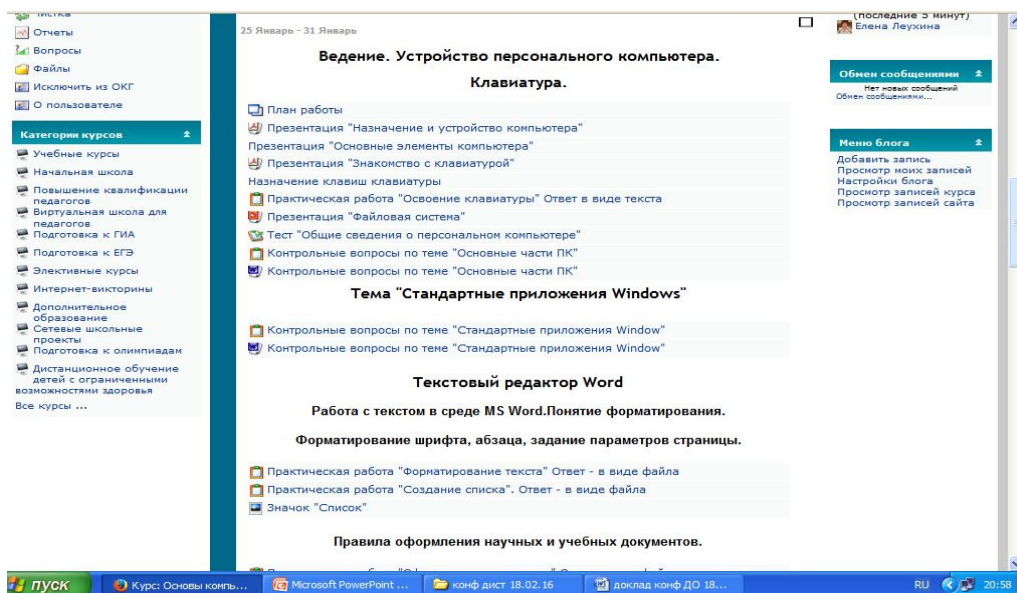 Отчеты
Вопросы
Файлы
Исключить из ОКГ
О пользователе
Категории курсов
Учебные курсы
Начальная школа
Повышение квалификации
педагогов
Виртуальная школа для
педагогов
Подготовка к ГИА
Подготовка к ЕГЭ
Элективные курсы
Интернет-викторины
Дополнительное
образование
Сетевые школьные
проекты
Подготовка к олимпиадам
Дистанционное обучение
детей с ограниченными
возможностями здоровья
Все курсы ...
25 Январь - 31 Январь
Ведение. Устройство персонального компьютера.
Клавиатура.
План работы
Презентация "Назначение и устройство компьютера"
Презентация "Основные элементы компьютера"
Презентация "Знакомство с клавиатурой"
Назначение клавиш клавиатуры
Практическая работа "Освоение клавиатуры" Ответ в виде текста
Презентация "Файловая система"
Тест "Общие сведения о персональном компьютере"
Контрольные вопросы по теме "Основные части ПК"
Контрольные вопросы по теме "Основные части ПК"
Тема "Стандартные приложения Windows"
Контрольные вопросы по теме "Стандартные приложения Window"
Контрольные вопросы по теме "Стандартные приложения Window"
Текстовый редактор Word
Работа с текстом в среде MS Word.Понятие форматирования.
Форматирование шрифта, абзаца, задание параметров страницы.
Практическая работа "Форматирование текста" Ответ - в виде файла
Практическая работа "Создание списка". Ответ - в виде файла
Значок "Список"
Правила оформления научных и учебных документов.
(последние 5 минут)
Елена Леухина
Обмен сообщениями
Нет новых сообщений
Обмен сообщениями...
Меню блога
Добавить запись
Просмотр моих записей
Настройки блога
Просмотр записей курса
Просмотр записей сайта
пуск
Курс: Основы компь...
Microsoft PowerPoint ...
конф дист 18.02.16
доклад конф ДО 18...
RU
20:58